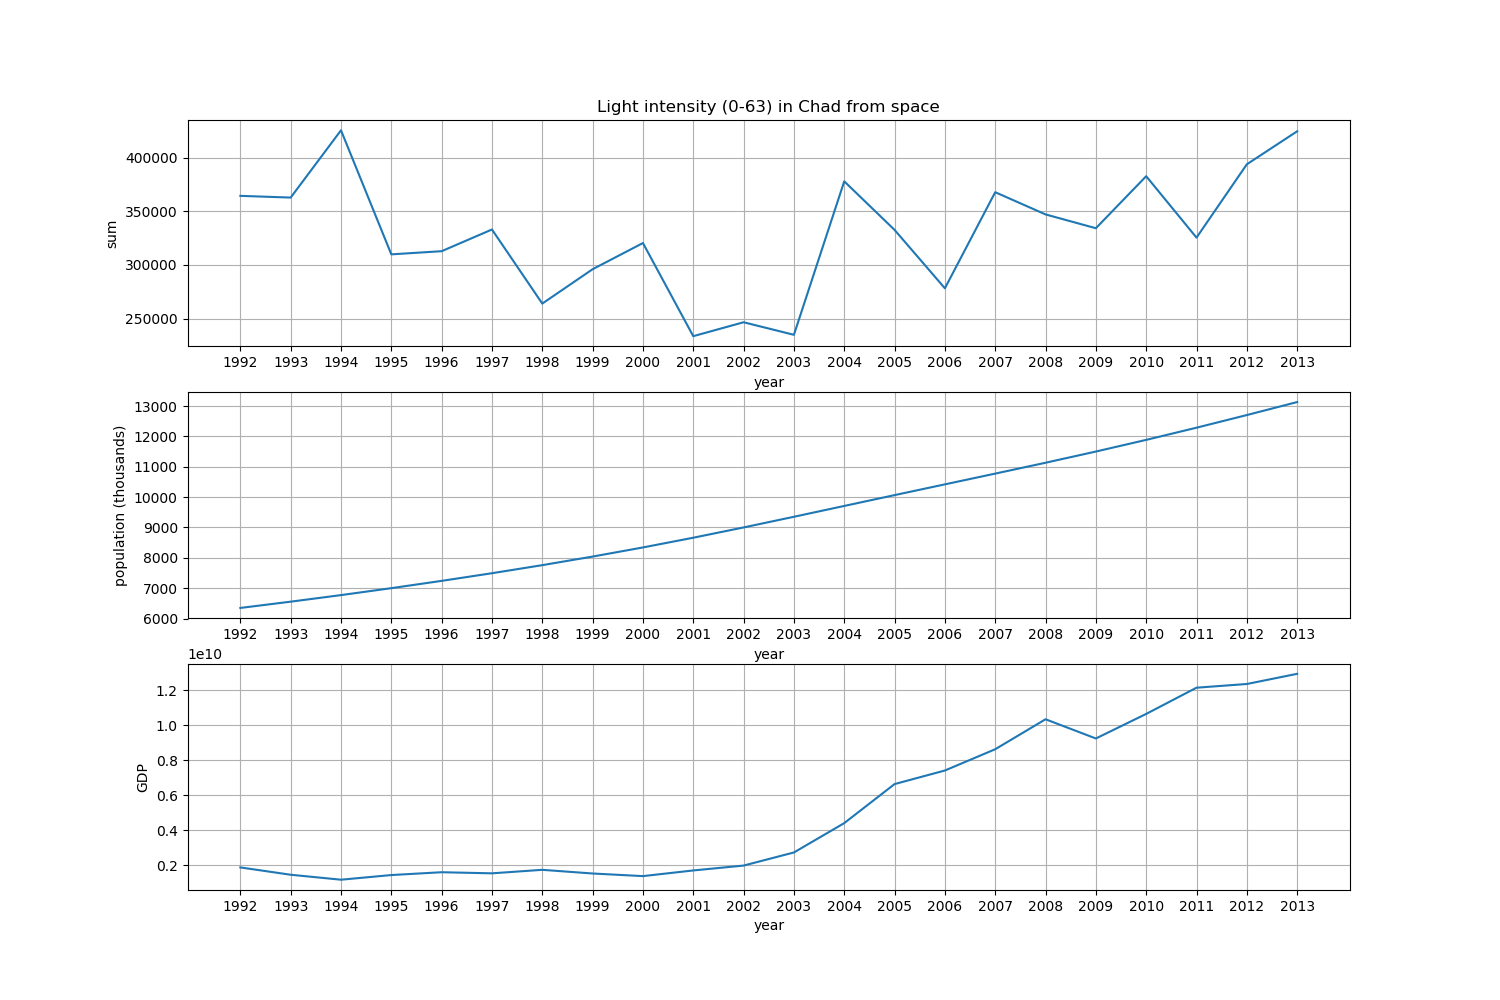 Light intensity (0-63) in Chad from space
400000
350000
300000
250000
sum
1992 1993 1994 1995 1996 1997 1998 1999 2000 2001 2002 2003 2004 2005 2006 2007 2008 2009 2010 2011 2012 2013
year
13000
12000
11000
10000
9000
8000
7000
6000
population (thousands)
1992 1993 1994 1995 1996 1997 1998 1999 2000 2001 2002 2003 2004 2005 2006 2007 2008 2009 2010 2011 2012 2013
year
1e10
1.2
1.0
0.8
0.6
0.4
0.2
GDP
1992 1993 1994 1995 1996 1997 1998 1999 2000 2001 2002 2003 2004 2005 2006 2007 2008 2009 2010 2011 2012 2013
year